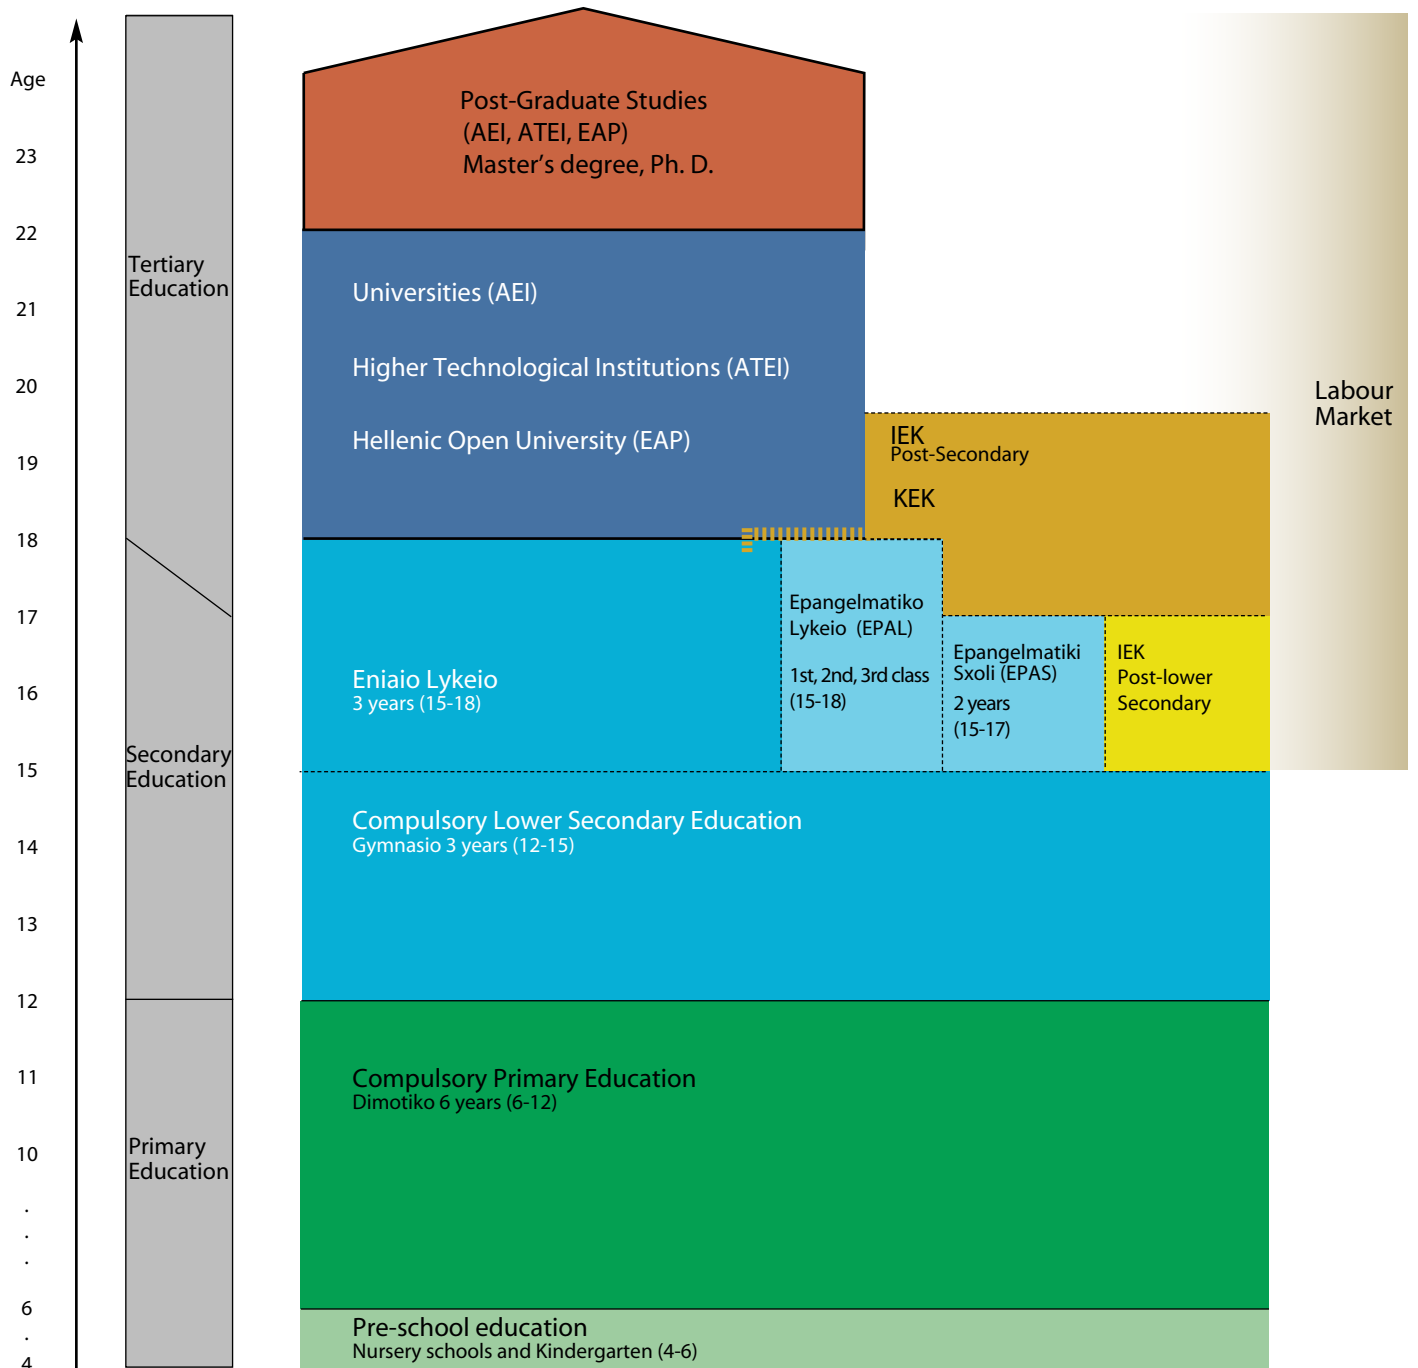 Age
23
22
21
20
19
18
17
16
15
14
13
12
11
10
.
.
.
6
.
4
Tertiary
Education
Secondary
Education
Primary
Education
Post-Graduate Studies
(AEI, ATEI, EAP)
Master's degree, Ph. D.
Universities (AEI)
Higher Technological Institutions (ATEI)
Hellenic Open University (EAP)
IEK
Post-Secondary
KEK
Labour
Market
Eniaio Lykeio
3 years (15-18)
Epangelmatiko
Lykeio (EPAL)
1st, 2nd, 3rd class
(15-18)
Epangelmatiki
Sxoli (EPAS)
2 years
(15-17)
IEK
Post-lower
Secondary
Compulsory Lower Secondary Education
Gymnasio 3 years (12-15)
Compulsory Primary Education
Dimotiko 6 years (6-12)
Pre-school education
Nursery schools and Kindergarten (4-6)